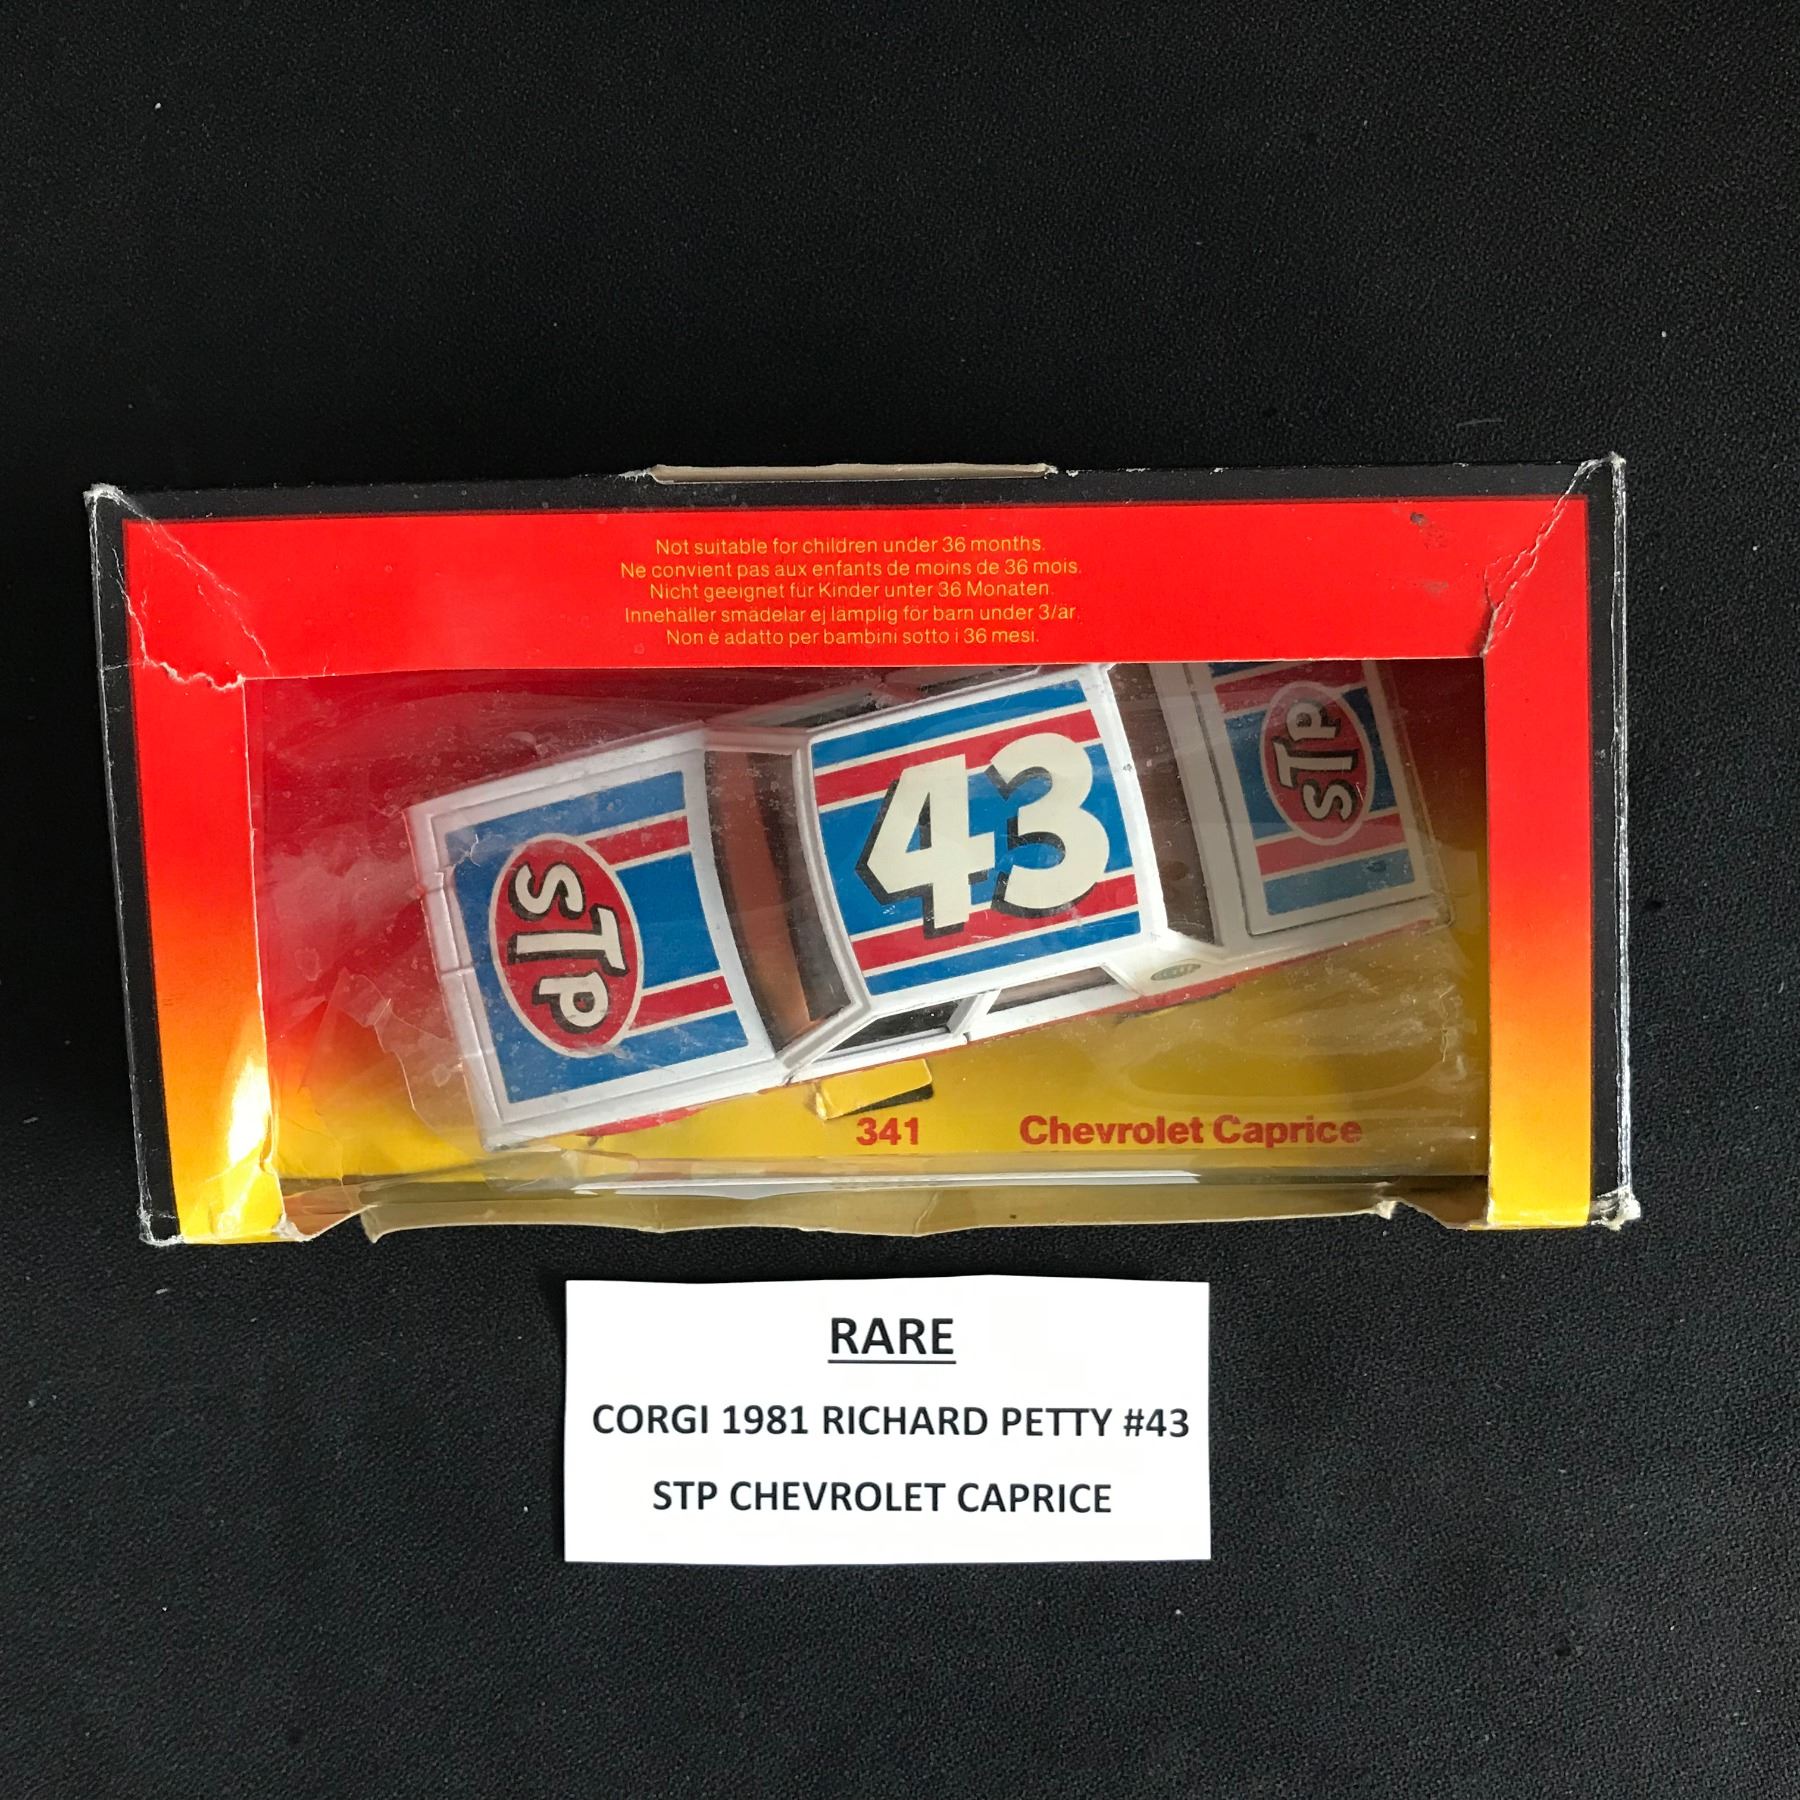 Not suitable for children under 36 months.
Ne convient pas aux enfants de moins de 36 mois.
Nicht geeignet für Kinder unter 36 Monaten.
Innehåller smådelar ej lämplig för barn under 3/år.
Non è adatto per bambini sotto i 36 mesi.
STP
43
STP
341 Chevrolet Caprice
RARE
CORGI 1981 RICHARD PETTY #43
STP CHEVROLET CAPRICE